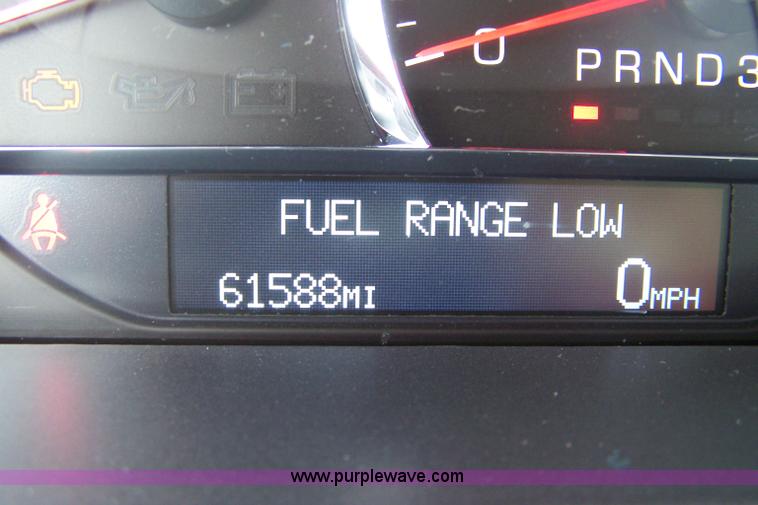 0
PRND3
FUEL RANGE LOW
61588MI 0MPH
www.purplewave.com